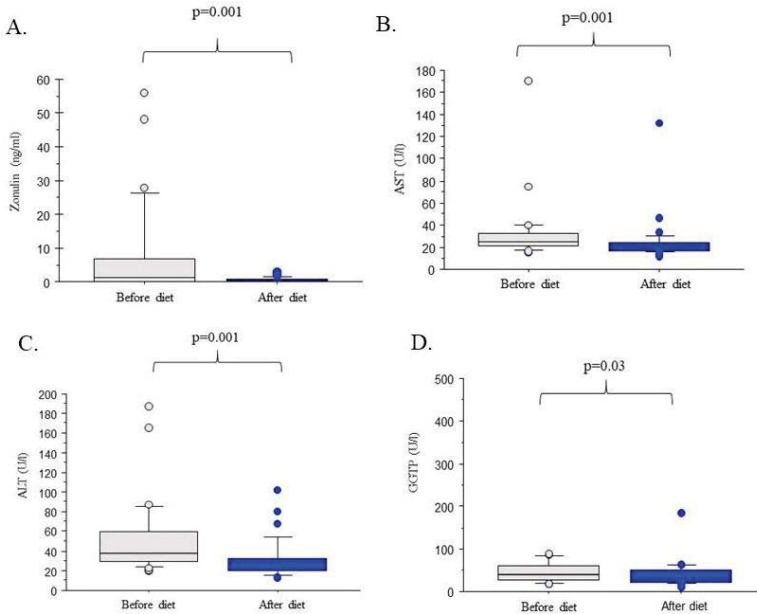 A.
p=0.001
Zonulin (ng/ml)
60
50
40
30
20
10
0
Before diet
After diet
B.
p=0.001
AST (U/l)
180
160
140
120
100
80
60
40
20
0
Before diet
After diet
C.
p=0.001
ALT (U/l)
200
180
160
140
120
100
80
60
40
20
0
Before diet
After diet
D.
p=0.03
GGTP (U/l)
500
400
300
200
100
0
Before diet
After diet